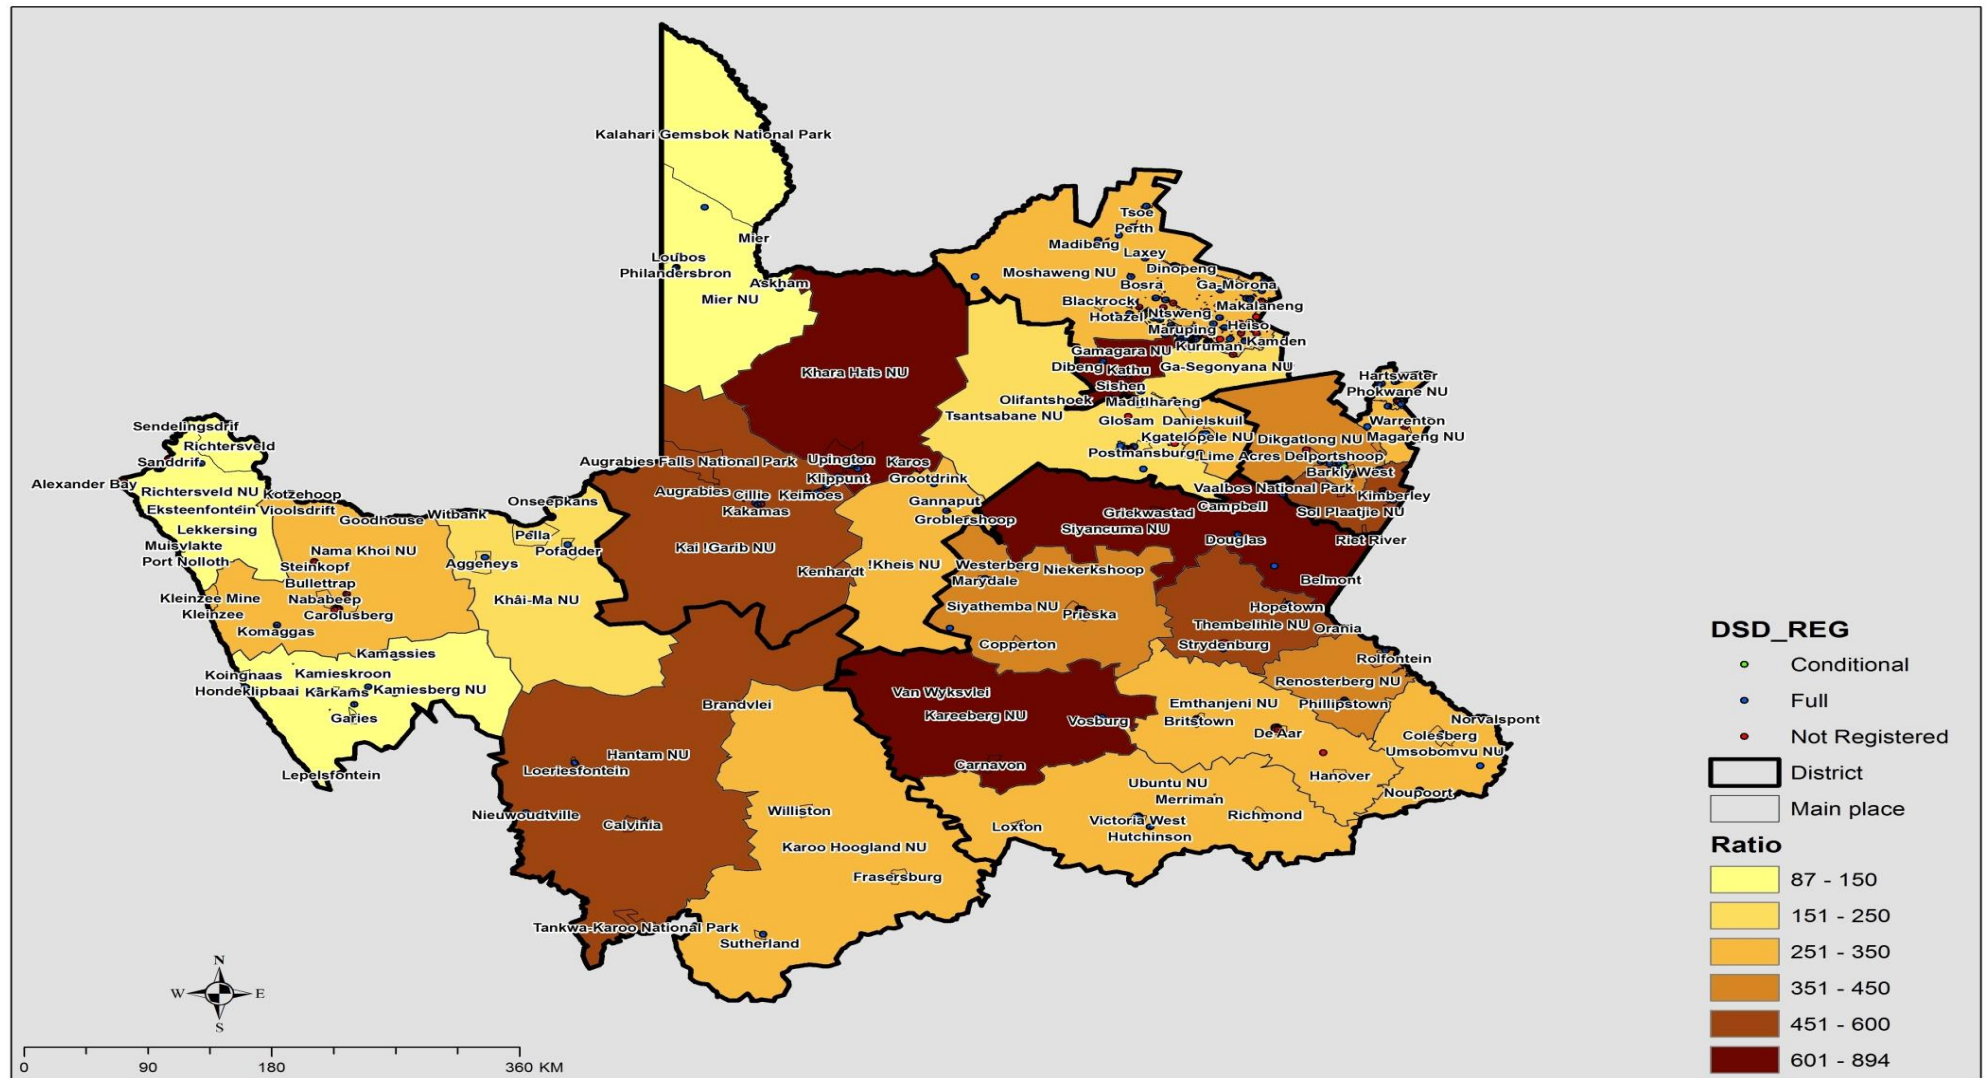 Kalahari Gemsbok National Park
Mier
Loubos
Philandersbron
Askham
Mier NU
Tsoe
Perth
Madibeng
Laxey
Moshaweng NU
Dinopeng
Bosra
Ga-Morona
Blackrock
Makalaneng
Hotazel
Ntsweng
Maruping
Heiso
Kuruman
Kamden
Gamagara NU
Dibeng
Kathu
Ga-Segonyana NU
Sishen
Khara Hais NU
Olifantshoek
Maditlhareng
Tsantsabane NU
Glosam
Danielskuil
Kgatelopele NU
Postmansburg
Lime Acres
Hartswater
Phokwane NU
Warrenton
Dikgatlong NU
Magareng NU
Delportshoop
Barkly West
Vaalbos National Park
Kimberley
Sol Plaatjie NU
Sendelingsdrif
Richtersveld
Sanddrif
Alexander Bay
Richtersveld NU
Kotzehoop
Eksteenfontein
Vioolsdrift
Goodhouse
Witbank
Onseepkans
Lekkersing
Muisvlakte
Port Nolloth
Nama Khoi NU
Steinkopf
Bullettrap
Pella
Pofadder
Aggeneys
Khâi-Ma NU
Kleinzee Mine
Kleinzee
Nababeep
Carolusberg
Komaggas
Kamassies
Koingnaas
Kamieskroon
Hondeklipbaai
Karkams
Kamiesberg NU
Garies
Lepelsfontein
Augrabies Falls National Park
Upington
Karos
Klippunt
Grootdrink
Augrabies
Cillie
Keimoes
Kakamas
Gannaput
Groblershoop
Kai !Garib NU
Kenhardt
!Kheis NU
Griekwastad
Campbell
Siyancuma NU
Douglas
Riet River
Belmont
Westerberg
Marydale
Niekerkshoop
Siyathemba NU
Prieska
Copperton
Hopetown
Thembelihle NU
Orania
Strydenburg
Rolfontein
Renosterberg NU
Phillipstown
Van Wyksvlei
Kareeberg NU
Vosburg
Carnavon
Emthanjeni NU
Britstown
De Aar
Norvalspont
Colesberg
Umsobomvu NU
Hanover
Noupoort
Brandvlei
Hantam NU
Loeriesfontein
Nieuwoudtville
Calvinia
Williston
Karoo Hoogland NU
Frasersburg
Tankwa-Karoo National Park
Sutherland
Ubuntu NU
Merriman
Loxton
Victoria West
Richmond
Hutchinson
DSD_REG
Conditional
Full
Not Registered
District
Main place
Ratio
87 - 150
151 - 250
251 - 350
351 - 450
451 - 600
601 - 894
N
W
E
S
0 90 180 360 KM